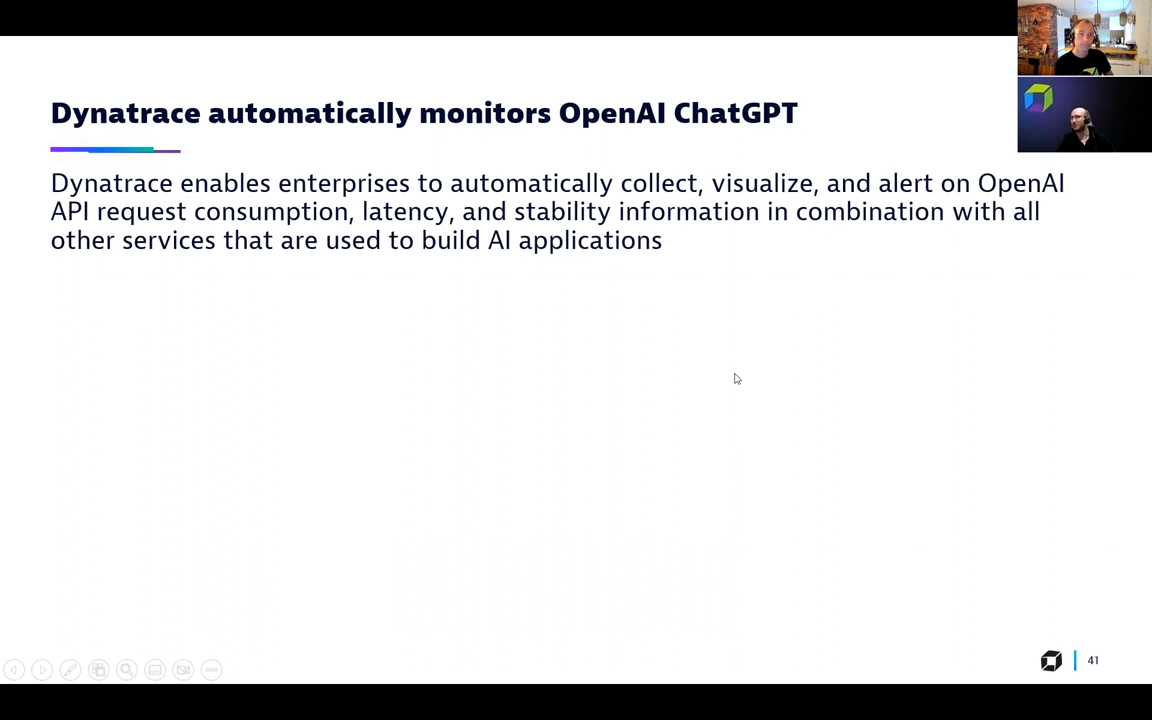 Dynatrace automatically monitors OpenAI ChatGPT
Dynatrace enables enterprises to automatically collect, visualize, and alert on OpenAI
API request consumption, latency, and stability information in combination with all
other services that are used to build AI applications
41